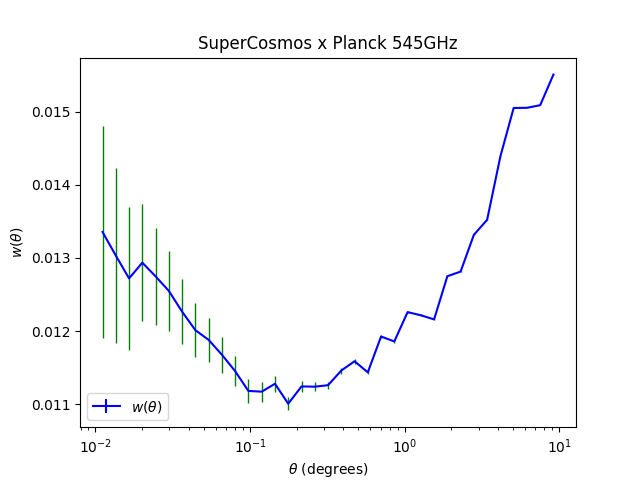 SuperCosmos x Planck 545GHz
w(θ)
0.015
0.014
0.013
0.012
0.011
w(θ)
10⁻² 10⁻¹ 10⁰ 10¹
θ (degrees)